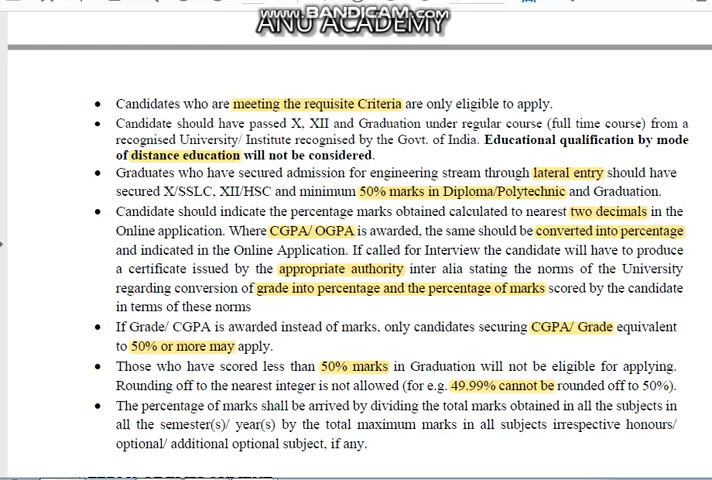 WWW.BANDICAM.COM
ANU ACADEMY
• Candidates who are meeting the requisite Criteria are only eligible to apply.
• Candidate should have passed X, XII and Graduation under regular course (full time course) from a
recognised University/ Institute recognised by the Govt. of India. Educational qualification by mode
of distance education will not be considered.
• Graduates who have secured admission for engineering stream through lateral entry should have
secured X/SSLC, XII/HSC and minimum 50% marks in Diploma/Polytechnic and Graduation.
• Candidate should indicate the percentage marks obtained calculated to nearest two decimals in the
Online application. Where CGPA/ OGPA is awarded, the same should be converted into percentage
and indicated in the Online Application. If called for Interview the candidate will have to produce
a certificate issued by the appropriate authority inter alia stating the norms of the University
regarding conversion of grade into percentage and the percentage of marks scored by the candidate
in terms of these norms
• If Grade/ CGPA is awarded instead of marks, only candidates securing CGPA/ Grade equivalent
to 50% or more may apply.
• Those who have scored less than 50% marks in Graduation will not be eligible for applying.
Rounding off to the nearest integer is not allowed (for e.g. 49.99% cannot be rounded off to 50%).
• The percentage of marks shall be arrived by dividing the total marks obtained in all the subjects in
all the semester(s)/ year(s) by the total maximum marks in all subjects irrespective honours/
optional/ additional optional subject, if any.